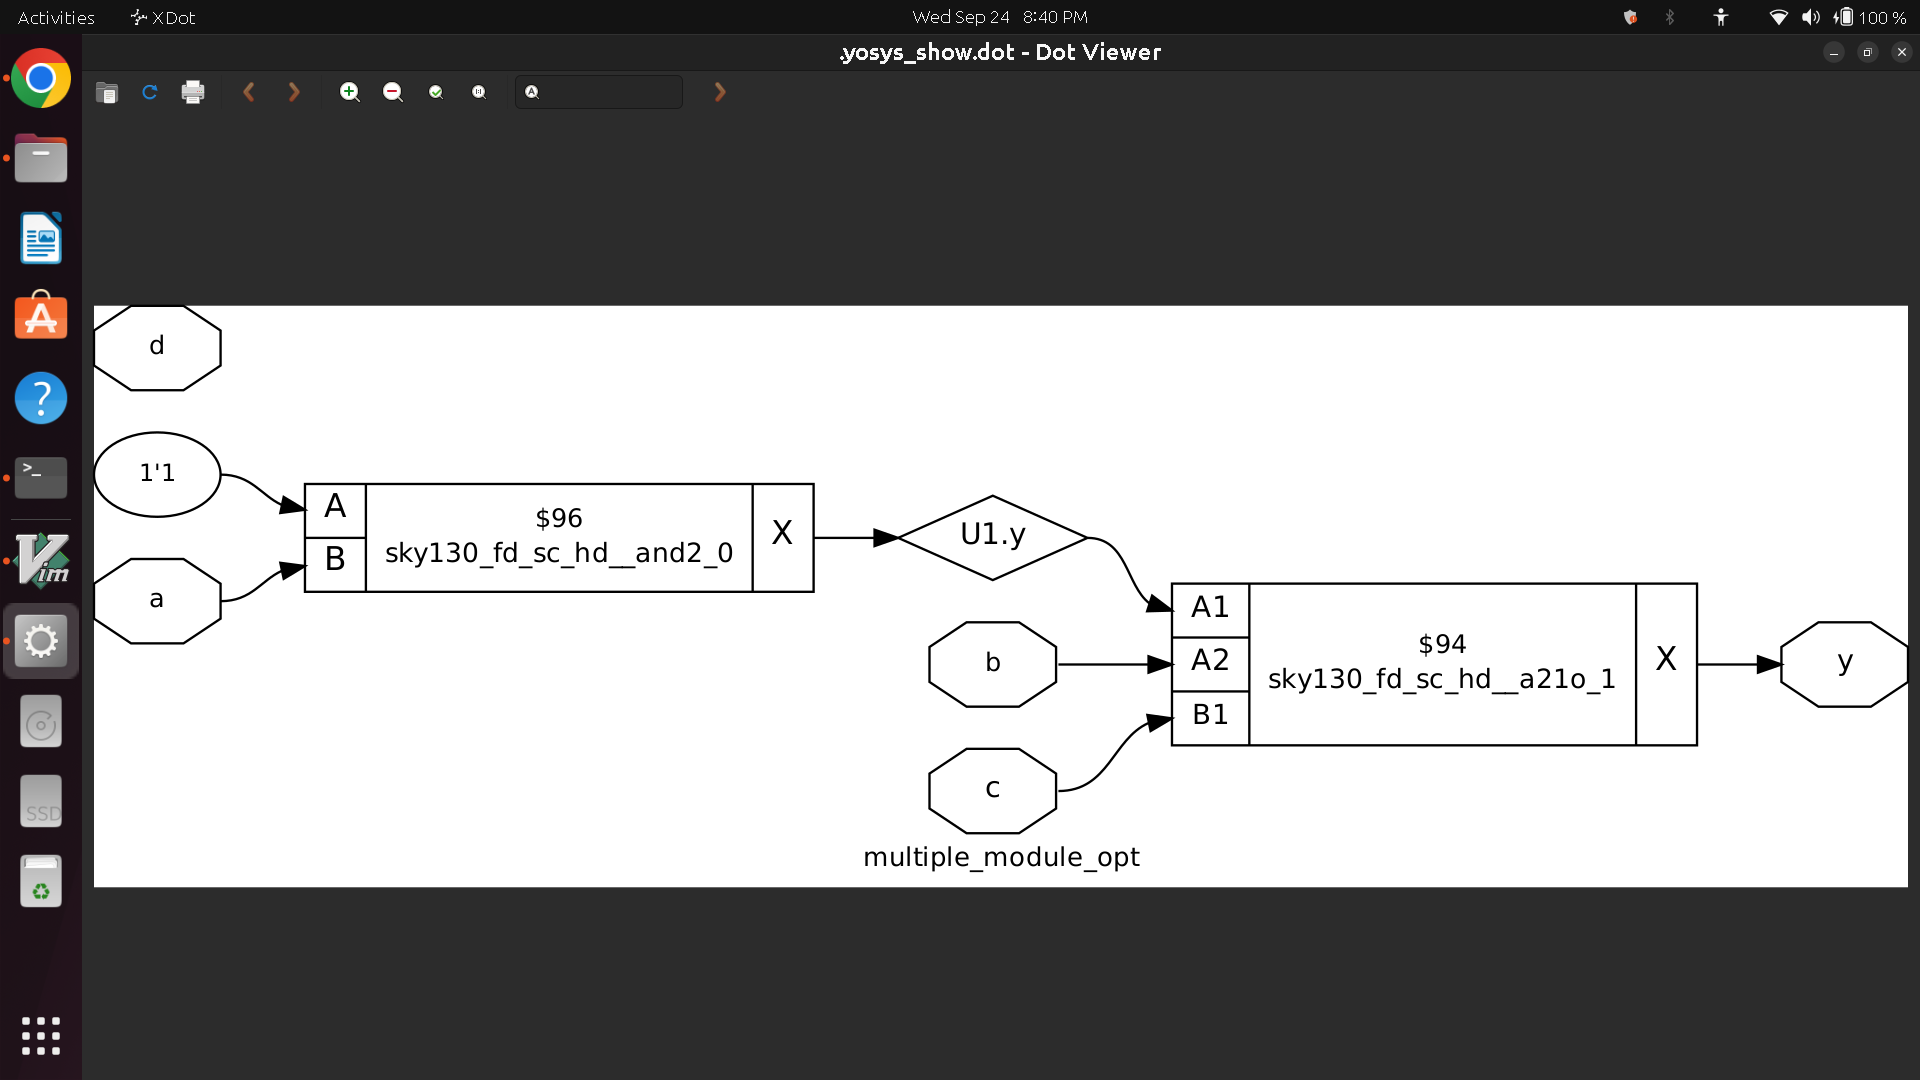 Activities
XDot
Wed Sep 24 8:40 PM
100 %
.yosys_show.dot - Dot Viewer
d
1'1
a
A
B
$96
sky130_fd_sc_hd__and2_0
X
U1.y
b
c
A1
A2
B1
$94
sky130_fd_sc_hd__a21o_1
X
y
multiple_module_opt
Vim
SSD